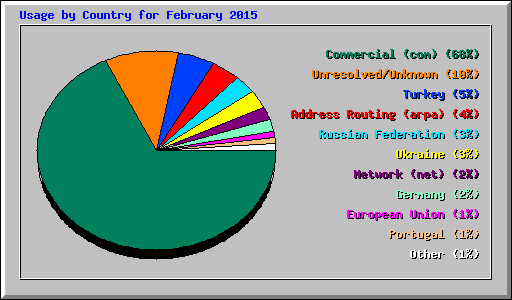 Usage by Country for February 2015
Commercial (com) (68%)
Unresolved/Unknown (10%)
Turkey (5%)
Address Routing (arpa) (4%)
Russian Federation (3%)
Ukraine (3%)
Network (net) (2%)
Germany (2%)
European Union (1%)
Portugal (1%)
Other (1%)